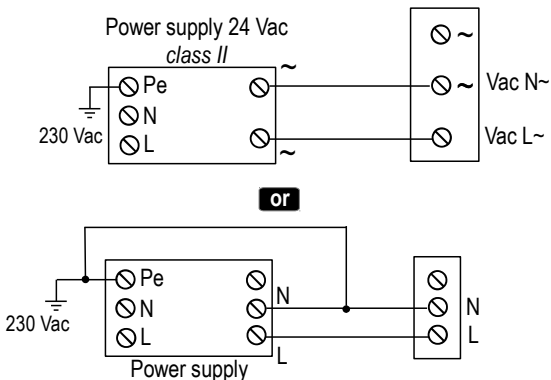 Power supply 24 Vac
class II
~
~
Pe
~ Vac N~
N
230 Vac
L
Vac L~
~
or
Pe
N
N
N
230 Vac
L
L
L
Power supply